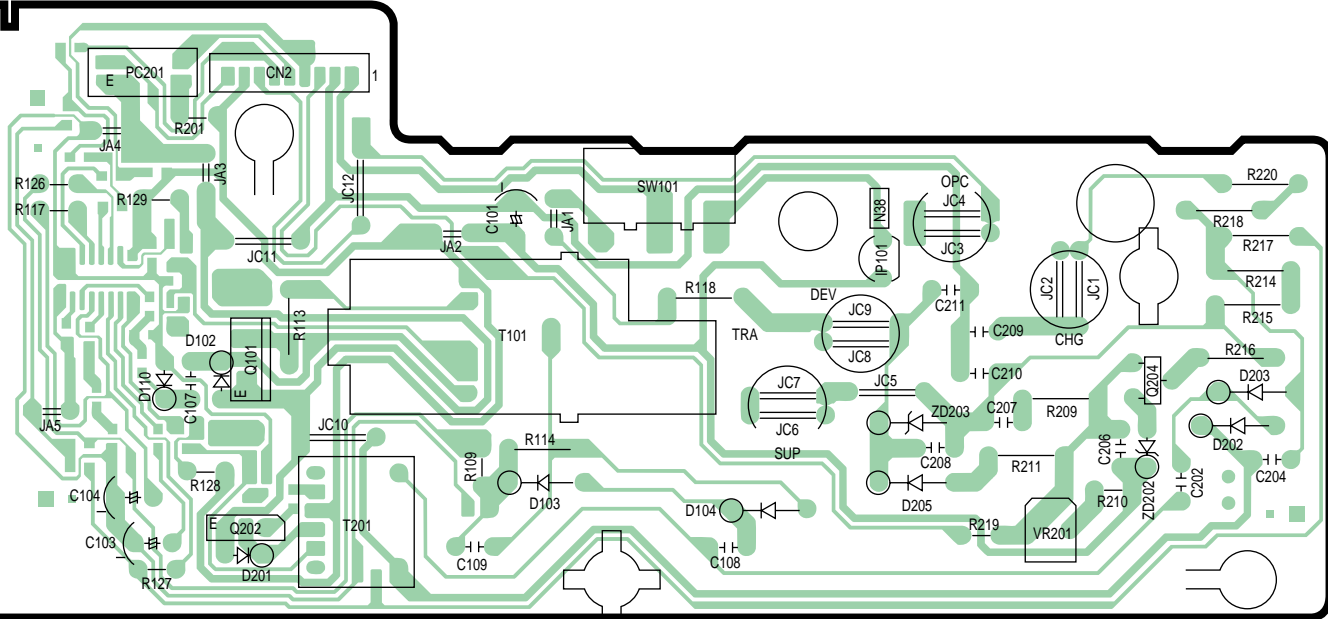 PC201
E
CN2
1
R201
JA4
JA3
R126
R129
R117
JC12
C101
JA1
SW101
N38
OPC
JC4
JC3
R220
R218
R217
JC11
JA2
IP101
JC2
JC1
R214
R118
DEV
C211
R215
R113
T101
TRA
JC9
JC8
C209
CHG
D102
Q101
E
D110
C107
C210
R216
JC7
JC6
JC5
Q204
D203
JA5
JC10
ZD203
C207
R209
D202
R114
SUP
C208
C206
R109
R211
R128
C104
D103
D205
R210
ZD202
C202
C204
E
Q202
T201
D104
C103
R219
VR201
D201
C109
C108
R127